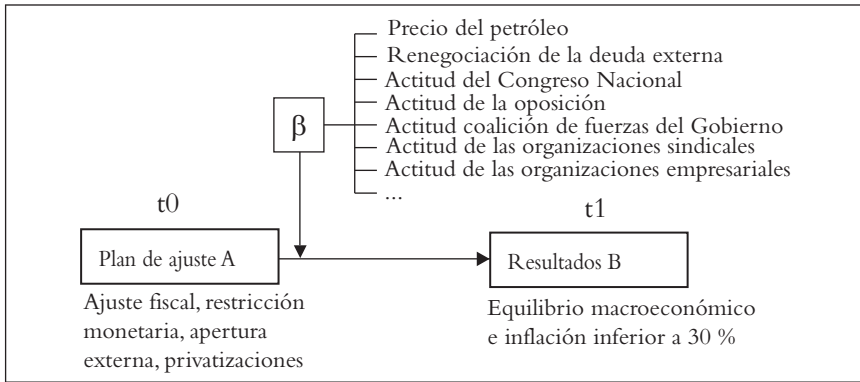 Precio del petróleo
Renegociación de la deuda externa
Actitud del Congreso Nacional
Actitud de la oposición
Actitud coalición de fuerzas del Gobierno
Actitud de las organizaciones sindicales
Actitud de las organizaciones empresariales
...
β
t0
t1
Plan de ajuste A
Resultados B
Ajuste fiscal, restricción
monetaria, apertura
externa, privatizaciones
Equilibrio macroeconómico
e inflación inferior a 30 %